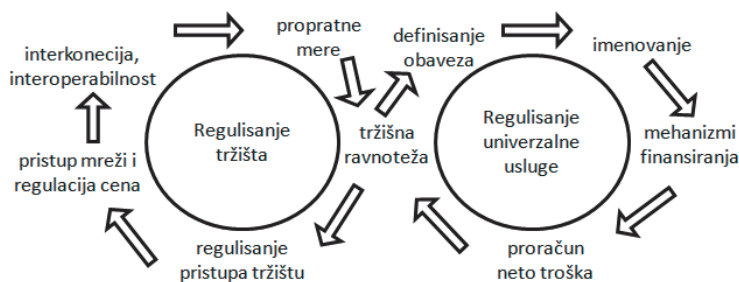 interkonecija,
interoperabilnost
propratne
mere
definisanje
obaveza
imenovanje
Regulisanje
tržišta
tržišna
ravnoteža
Regulisanje
univerzalne
usluge
mehanizmi
finansiranja
pristup mreži i
regulacija cena
regulisanje
pristupa tržištu
proračun
neto troška